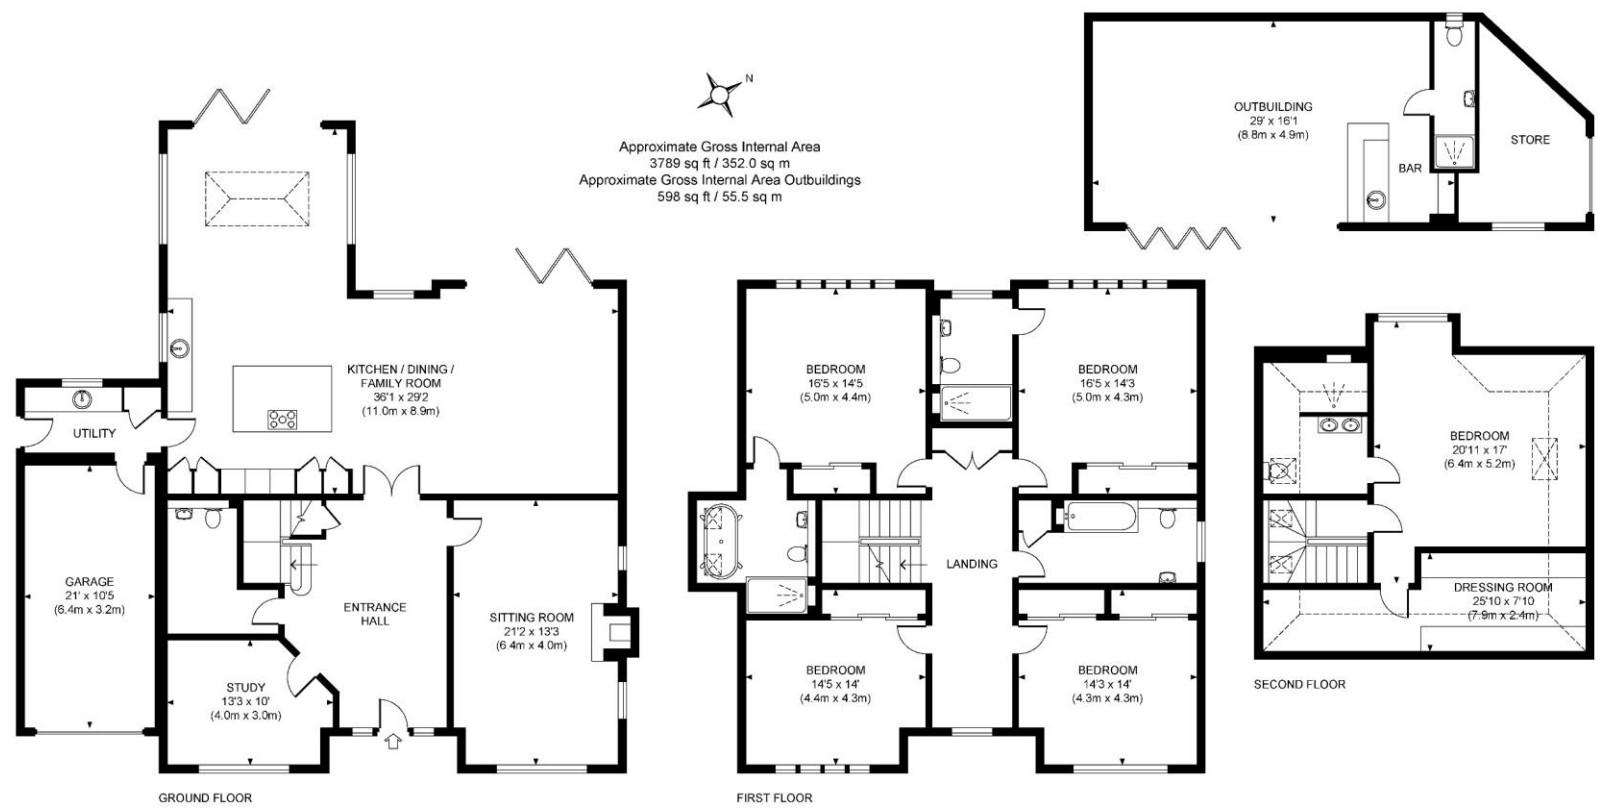 N
Approximate Gross Internal Area
3789 sq ft / 352.0 sq m
Approximate Gross Internal Area Outbuildings
598 sq ft / 55.5 sq m
OUTBUILDING
29' x 16'1
(8.8m x 4.9m)
BAR
STORE
KITCHEN / DINING /
FAMILY ROOM
36'1 x 29'2
(11.0m x 8.9m)
UTILITY
GARAGE
21' x 10'5
(6.4m x 3.2m)
ENTRANCE
HALL
SITTING ROOM
21'2 x 13'3
(6.4m x 4.0m)
STUDY
13'3 x 10'
(4.0m x 3.0m)
GROUND FLOOR
BEDROOM
16'5 x 14'5
(5.0m x 4.4m)
BEDROOM
16'5 x 14'3
(5.0m x 4.3m)
LANDING
BEDROOM
14'5 x 14'
(4.4m x 4.3m)
BEDROOM
14'3 x 14'
(4.3m x 4.3m)
FIRST FLOOR
BEDROOM
20'11 x 17'
(6.4m x 5.2m)
DRESSING ROOM
25'10 x 7'10
(7.9m x 2.4m)
SECOND FLOOR